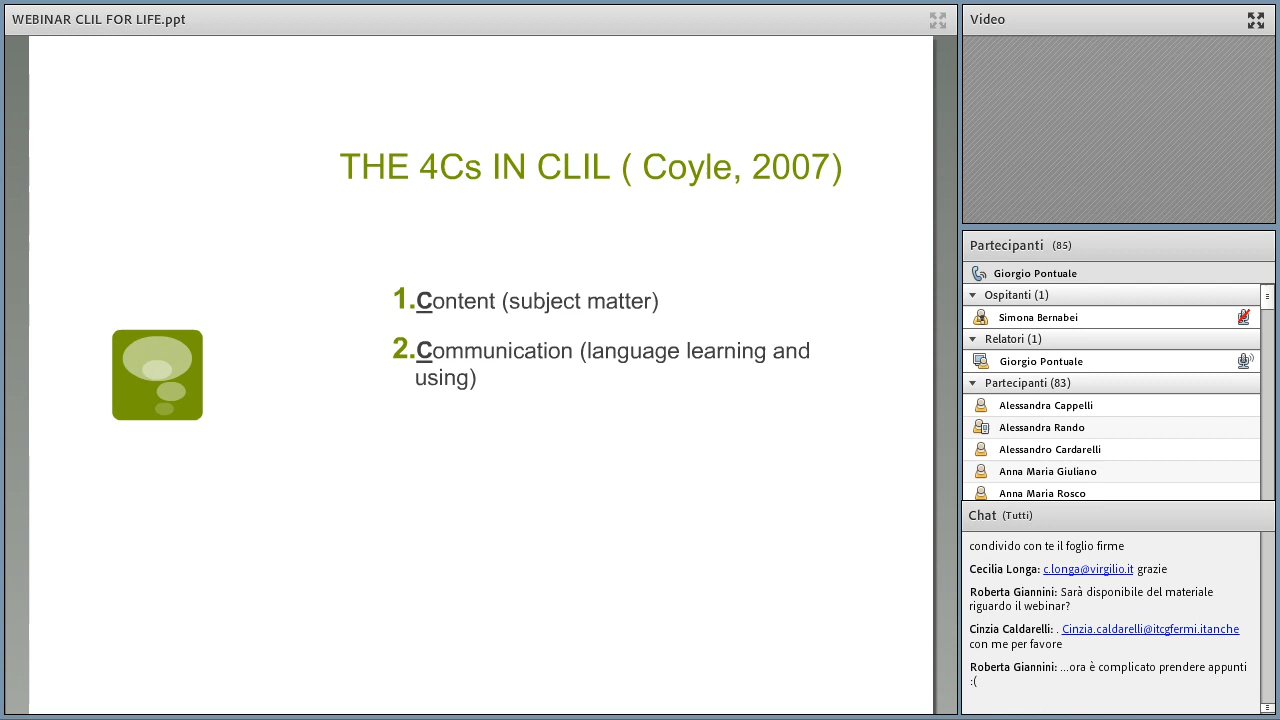 WEBINAR CLIL FOR LIFE.ppt
THE 4Cs IN CLIL ( Coyle, 2007)
1.Content (subject matter)
2.Communication (language learning and
using)
Video
Partecipanti (85)
Giorgio Pontuale
Ospitanti (1)
Simona Bernabei
Relatori (1)
Giorgio Pontuale
Partecipanti (83)
Alessandra Cappelli
Alessandra Rando
Alessandro Cardarelli
Anna Maria Giuliano
Anna Maria Rosco
Chat (Tutti)
condivido con te il foglio firme
Cecilia Longa: c.longa@virgilio.it grazie
Roberta Giannini: Sarà disponibile del materiale
riguardo il webinar?
Cinzia Caldarelli: . Cinzia.caldarelli@itcgfermi.itanche
con me per favore
Roberta Giannini: ...ora è complicato prendere appunti
:(